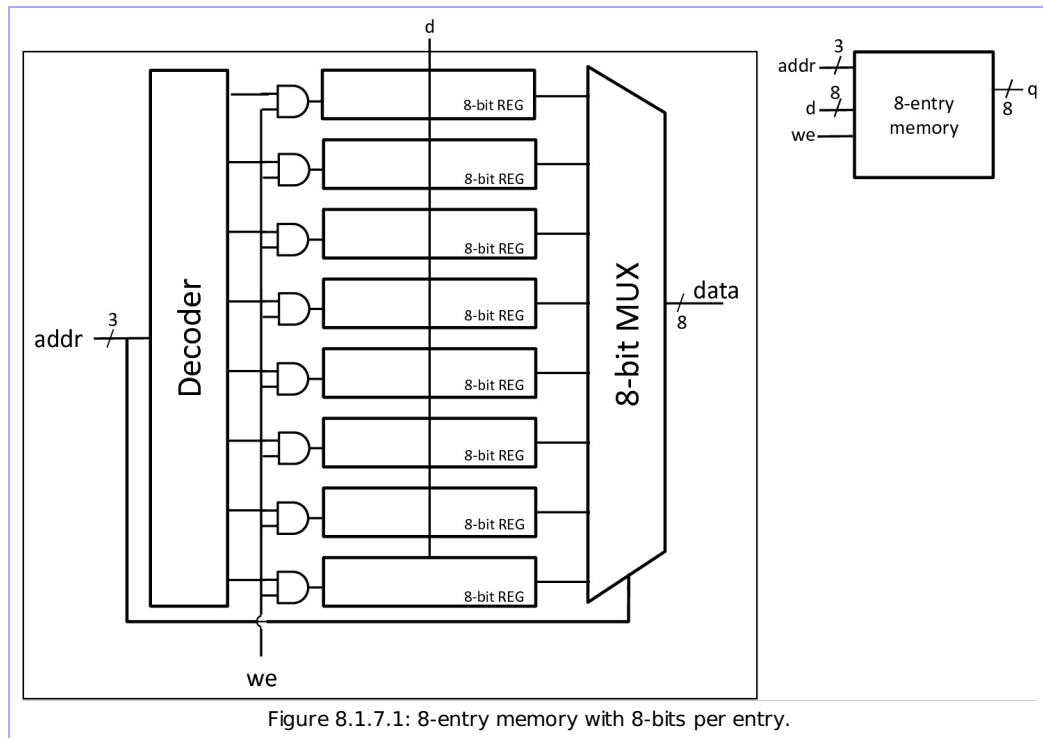 d
3
addr
8
d
we
8-entry
memory
q
8
8-bit REG
8-bit REG
8-bit REG
8-bit REG
8-bit REG
8-bit REG
8-bit REG
8-bit REG
addr
3
Decoder
8-bit MUX
data
8
we
Figure 8.1.7.1: 8-entry memory with 8-bits per entry.